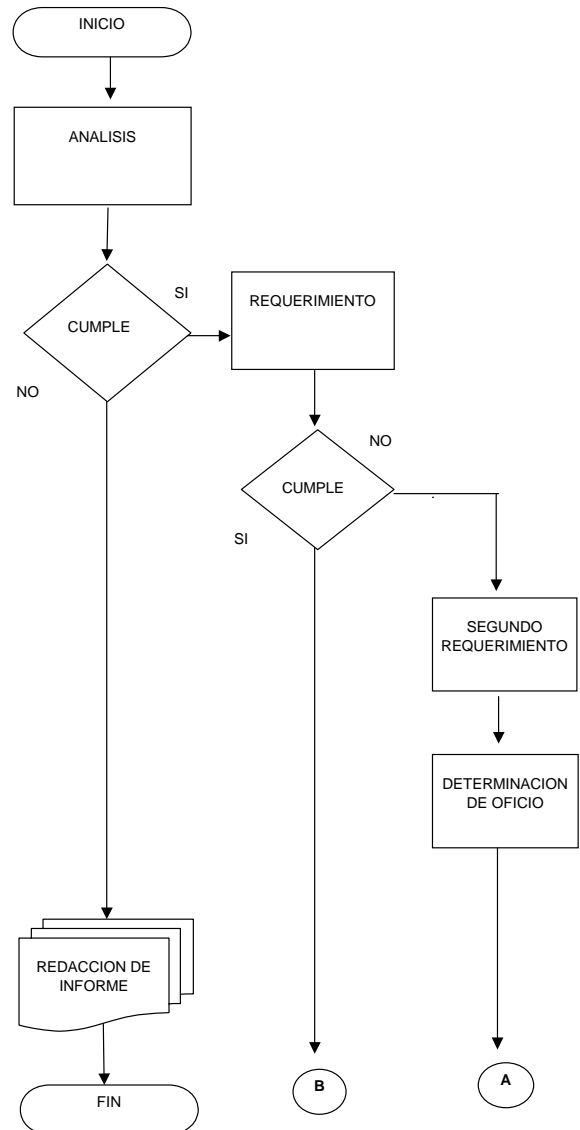 INICIO
ANALISIS
CUMPLE
SI
NO
REQUERIMIENTO
CUMPLE
NO
SI
SEGUNDO
REQUERIMIENTO
DETERMINACION
DE OFICIO
REDACCION DE
INFORME
FIN
B
A